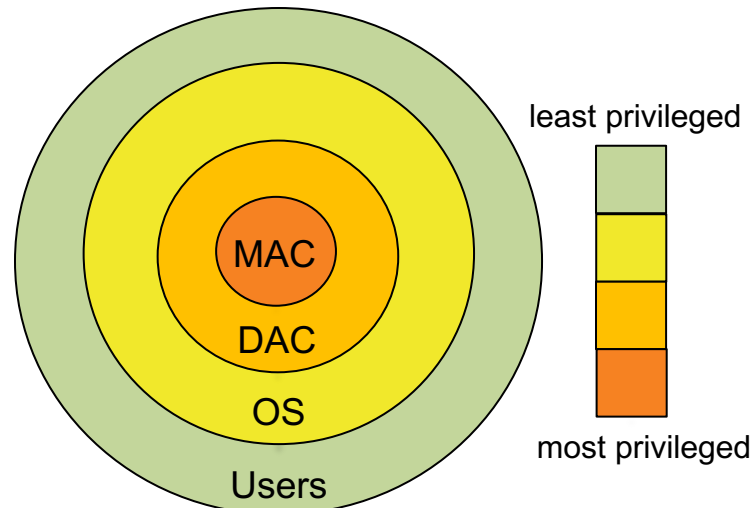 MAC
DAC
OS
Users
least privileged
most privileged